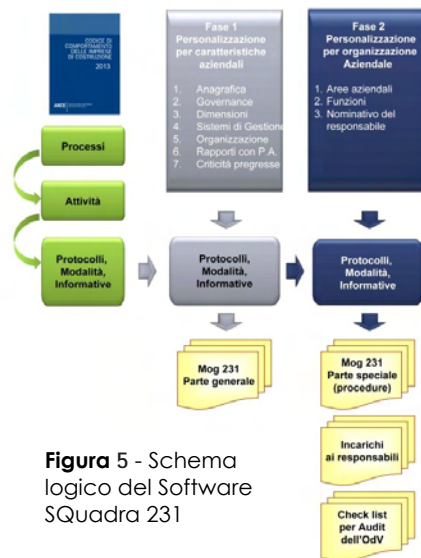 CODICE DI
COMPORTAMENTO
DELLE IMPRESE
DI COSTRUZIONE
2013
ANCE
Processi
Attività
Protocolli,
Modalità,
Informative
Fase 1
Personalizzazione
per caratteristiche
aziendali
1. Anagrafica
2. Governance
3. Dimensioni
4. Sistemi di Gestione
5. Organizzazione
6. Rapporti con P.A.
7. Criticità pregresse
Protocolli,
Modalità,
Informative
Mog 231
Parte generale
Fase 2
Personalizzazione
per organizzazione
Aziendale
1. Aree aziendali
2. Funzioni
3. Nominativo del
responsabile
Protocolli,
Modalità,
Informative
Mog 231
Parte speciale
(procedure)
Incarichi
ai responsabili
Check list
per Audit
dell'OdV
Figura 5 - Schema
logico del Software
SQuadra 231